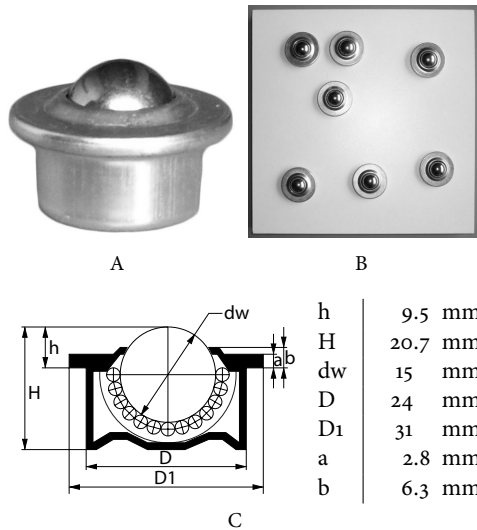 A
B
dw
h
a
b
H
D
D1
h 9.5 mm
H 20.7 mm
dw 15 mm
D 24 mm
D1 31 mm
a 2.8 mm
b 6.3 mm
C